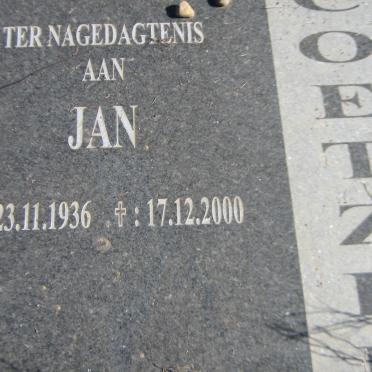 TER NAGEDAGTENIS
AAN
JAN
23.11.1936 ✝: 17.12.2000
COETZ